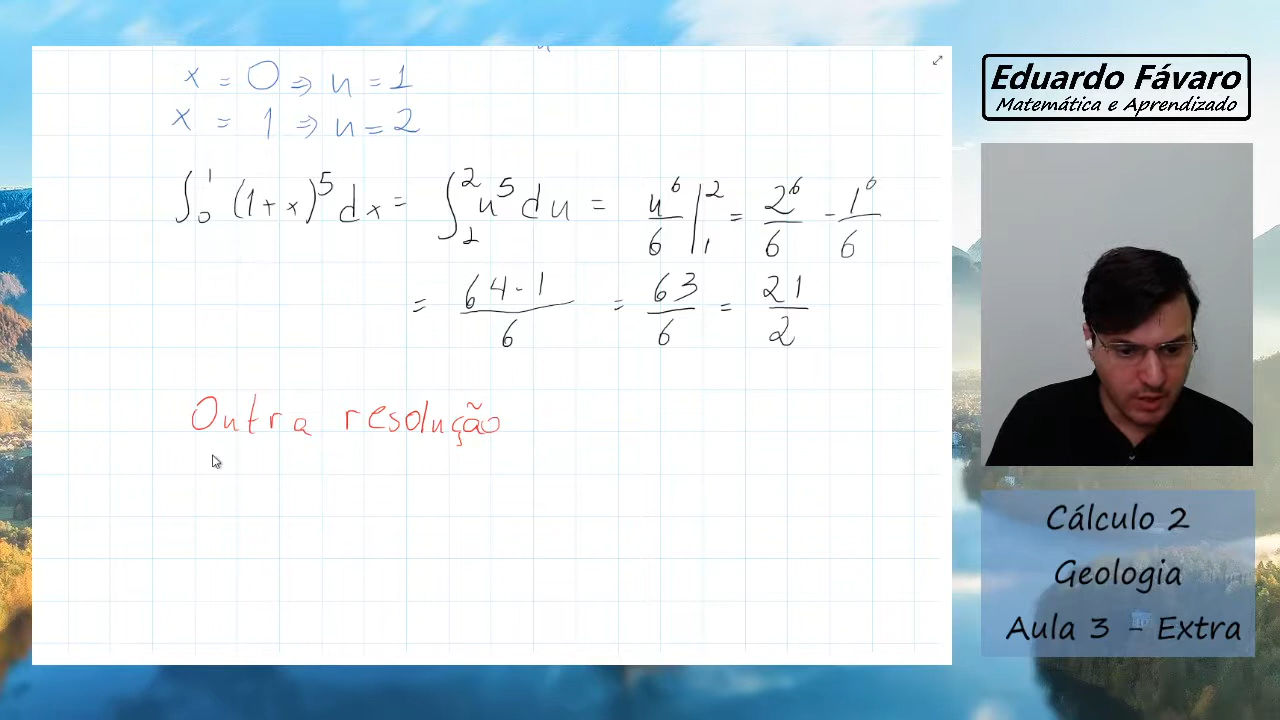 x = 0 ⇒ u = 1
x = 1 ⇒ u = 2
∫₀¹ (1+x)⁵ dx = ∫₂² u⁵ du = u⁶/6 |₁² = 2⁶/6 - 1⁶/6
= (64-1)/6 = 63/6 = 21/2
Outra resolução
Eduardo Fávaro
Matemática e Aprendizado
Cálculo 2
Geologia
Aula 3 - Extra